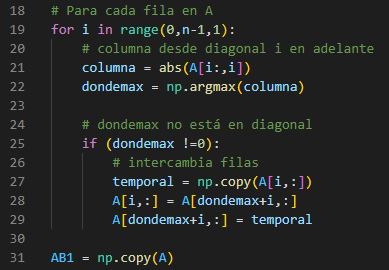 18 # Para cada fila en A
19 for i in range(0,n-1,1):
20     # columna desde diagonal i en adelante
21     columna = abs(A[i:,i])
22     dondemax = np.argmax(columna)
23
24     # dondemax no está en diagonal
25     if (dondemax !=0):
26         # intercambia filas
27         temporal = np.copy(A[i,:])
28         A[i,:] = A[dondemax+i,:]
29         A[dondemax+i,:] = temporal
30
31 AB1 = np.copy(A)